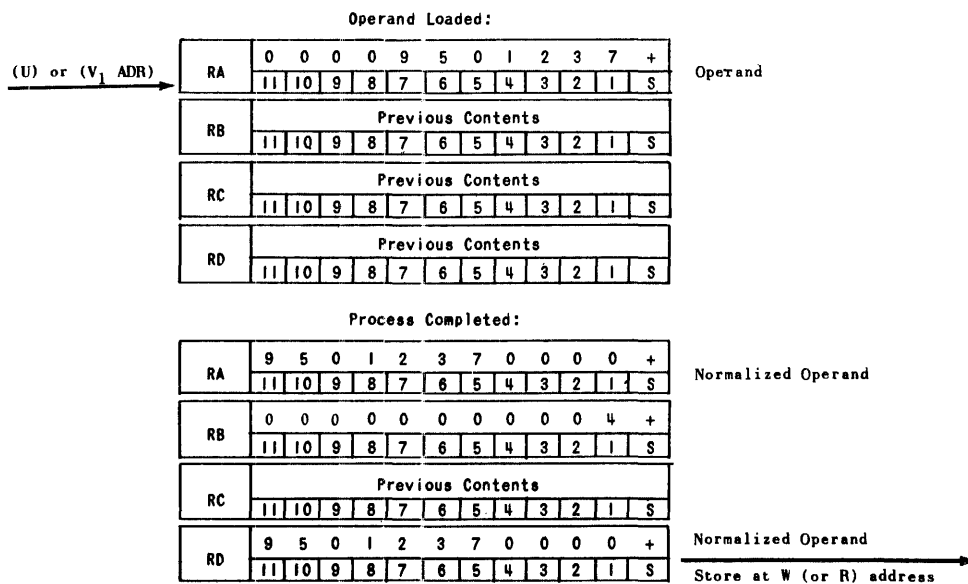 Operand Loaded:
(U) or (V1 ADR)
RA
0 0 0 0 9 5 0 1 2 3 7 +
11 10 9 8 7 6 5 4 3 2 1 S
Operand
RB
Previous Contents
11 10 9 8 7 6 5 4 3 2 1 S
RC
Previous Contents
11 10 9 8 7 6 5 4 3 2 1 S
RD
Previous Contents
11 10 9 8 7 6 5 4 3 2 1 S
Process Completed:
RA
9 5 0 1 2 3 7 0 0 0 0 +
11 10 9 8 7 6 5 4 3 2 1 S
Normalized Operand
RB
0 0 0 0 0 0 0 0 0 0 4 +
11 10 9 8 7 6 5 4 3 2 1 S
RC
Previous Contents
11 10 9 8 7 6 5 4 3 2 1 S
RD
9 5 0 1 2 3 7 0 0 0 0 +
11 10 9 8 7 6 5 4 3 2 1 S
Normalized Operand
Store at W (or R) address